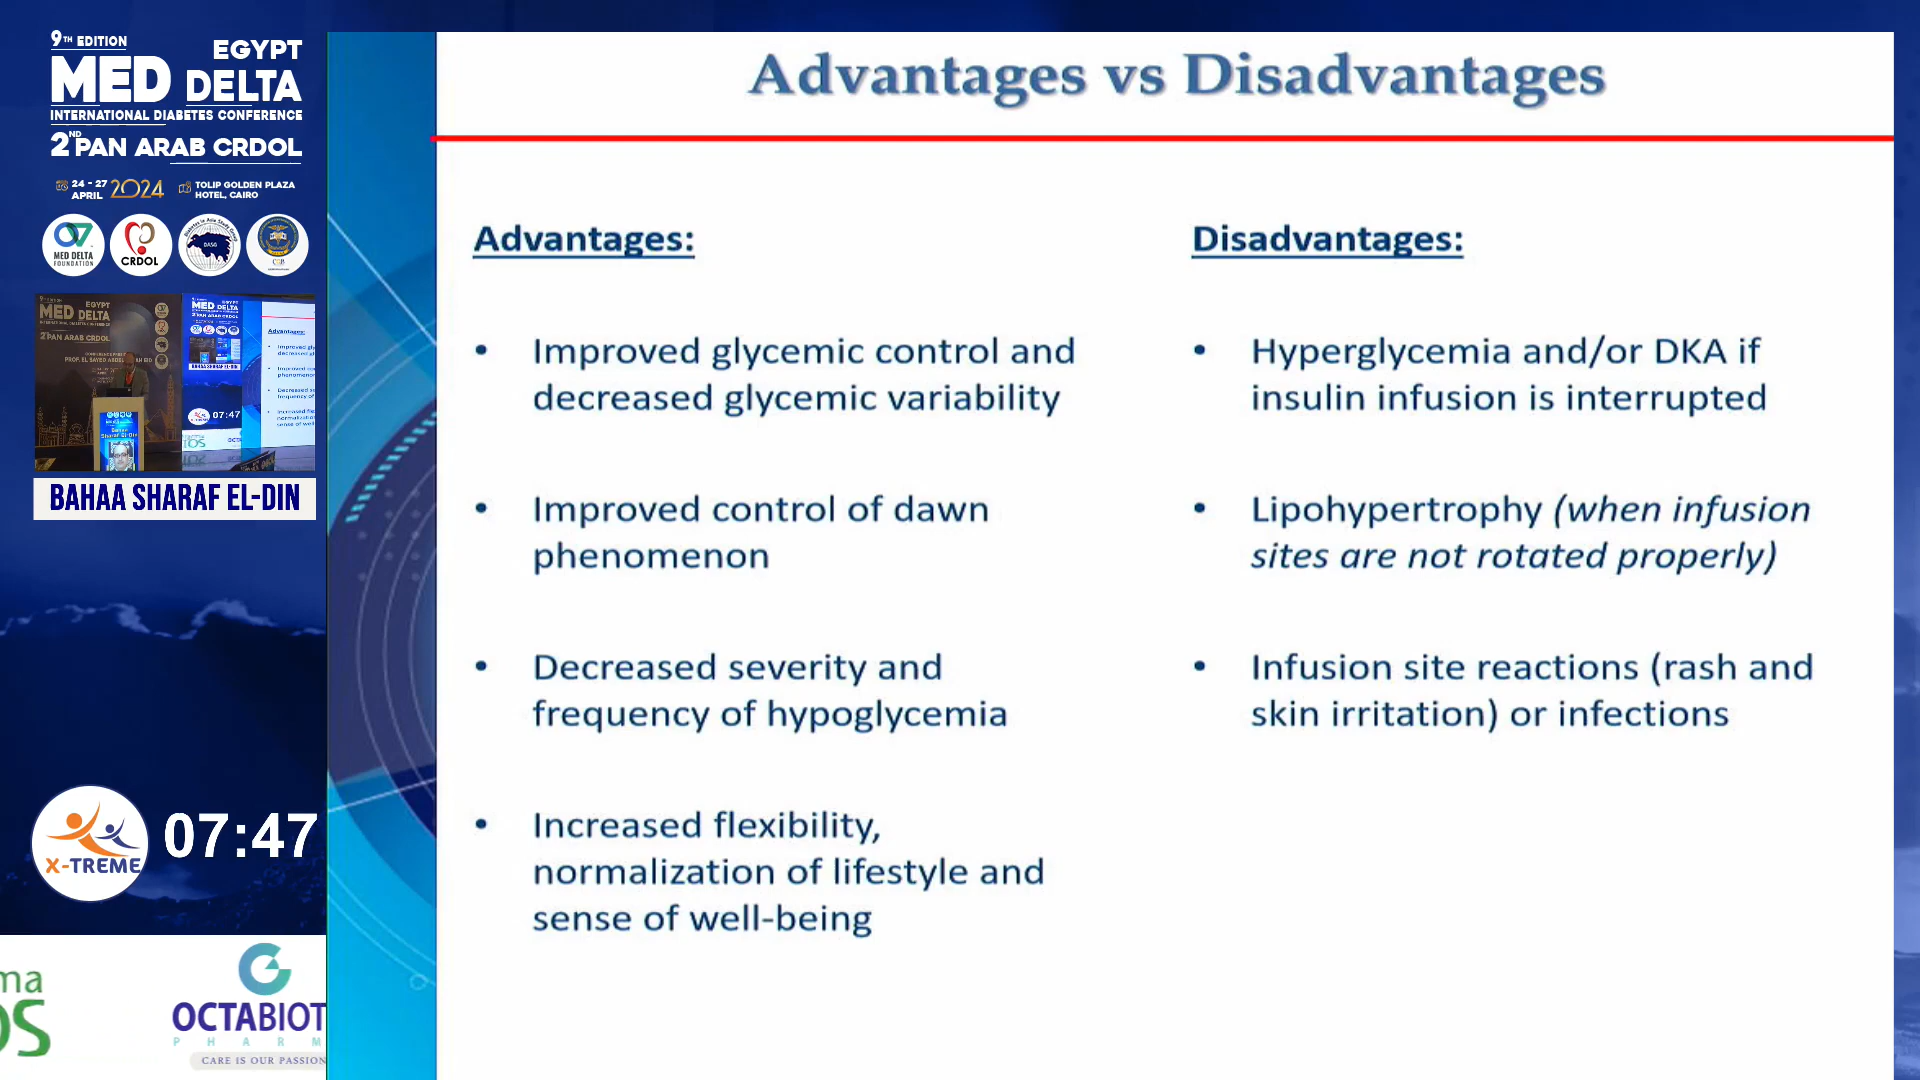 9TH EDITION
EGYPT
MED DELTA
INTERNATIONAL DIABETES CONFERENCE
2ND PAN ARAB CRDOL
24 - 27
APRIL
2024
TOLIP GOLDEN PLAZA
HOTEL, CAIRO
MED DELTA
FOUNDATION
CRDOL
DASG
BAHAA SHARAF EL-DIN
X-TREME
07:47
OCTABIOT
P H A R M
CARE IS OUR PASSION
Advantages vs Disadvantages
Advantages:
• Improved glycemic control and
decreased glycemic variability
• Improved control of dawn
phenomenon
• Decreased severity and
frequency of hypoglycemia
• Increased flexibility,
normalization of lifestyle and
sense of well-being
Disadvantages:
• Hyperglycemia and/or DKA if
insulin infusion is interrupted
• Lipohypertrophy (when infusion
sites are not rotated properly)
• Infusion site reactions (rash and
skin irritation) or infections